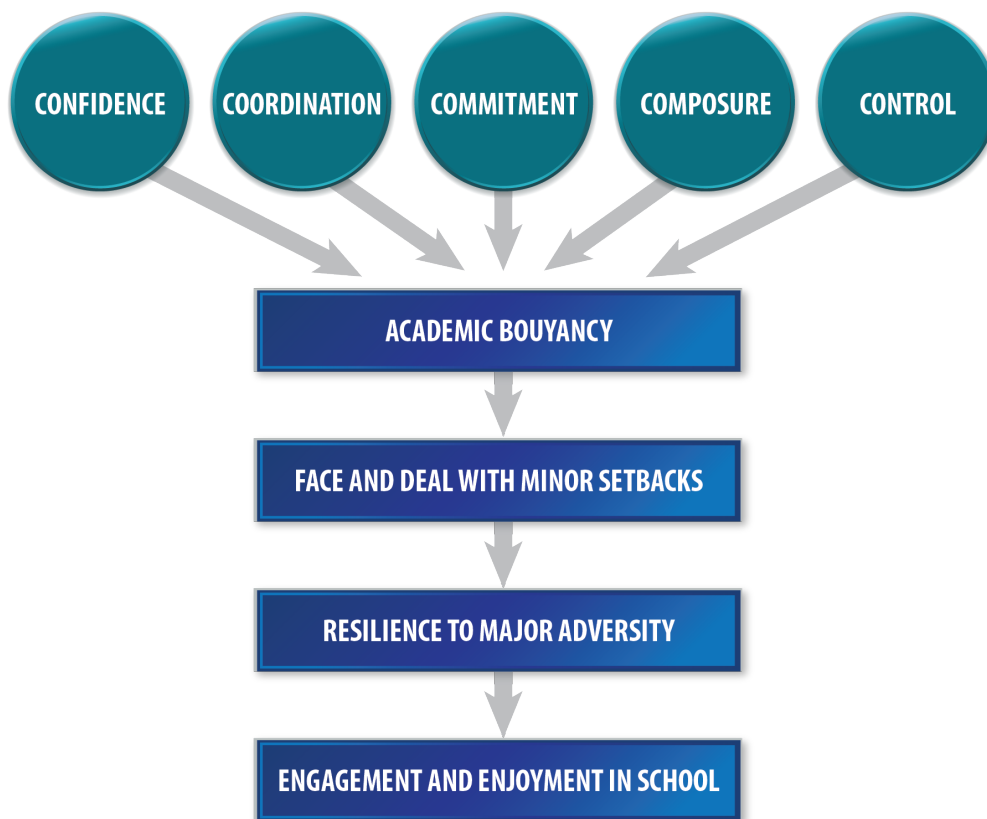 CONFIDENCE
COORDINATION
COMMITMENT
COMPOSURE
CONTROL
ACADEMIC BOUYANCY
FACE AND DEAL WITH MINOR SETBACKS
RESILIENCE TO MAJOR ADVERSITY
ENGAGEMENT AND ENJOYMENT IN SCHOOL